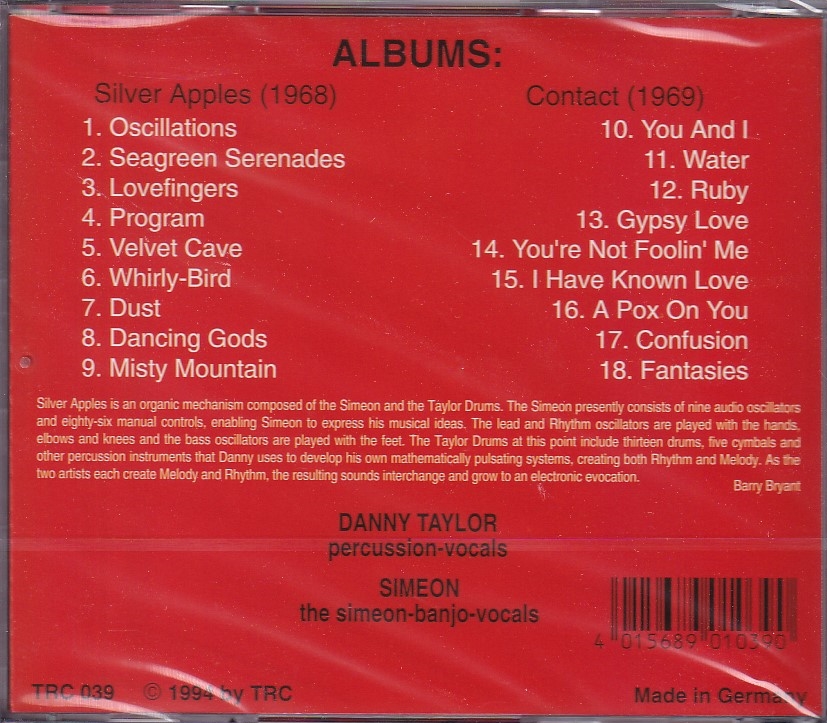 ALBUMS:
Silver Apples (1968)
1. Oscillations
2. Seagreen Serenades
3. Lovefingers
4. Program
5. Velvet Cave
6. Whirly-Bird
7. Dust
8. Dancing Gods
9. Misty Mountain
Contact (1969)
10. You And I
11. Water
12. Ruby
13. Gypsy Love
14. You're Not Foolin' Me
15. I Have Known Love
16. A Pox On You
17. Confusion
18. Fantasies
Silver Apples is an organic mechanism composed of the Simeon and the Taylor Drums. The Simeon presently consists of nine audio oscillators
and eighty-six manual controls, enabling Simeon to express his musical ideas. The lead and Rhythm oscillators are played with the hands,
elbows and knees and the bass oscillators are played with the feet. The Taylor Drums at this point include thirteen drums, five cymbals and
other percussion instruments that Danny uses to develop his own mathematically pulsating systems, creating both Rhythm and Melody. As the
two artists each create Melody and Rhythm, the resulting sounds interchange and grow to an electronic evocation.
Barry Bryant
DANNY TAYLOR
percussion-vocals
SIMEON
the simeon-banjo-vocals
4 015689 010390
TRC 039 © 1994 by TRC
Made in Germany